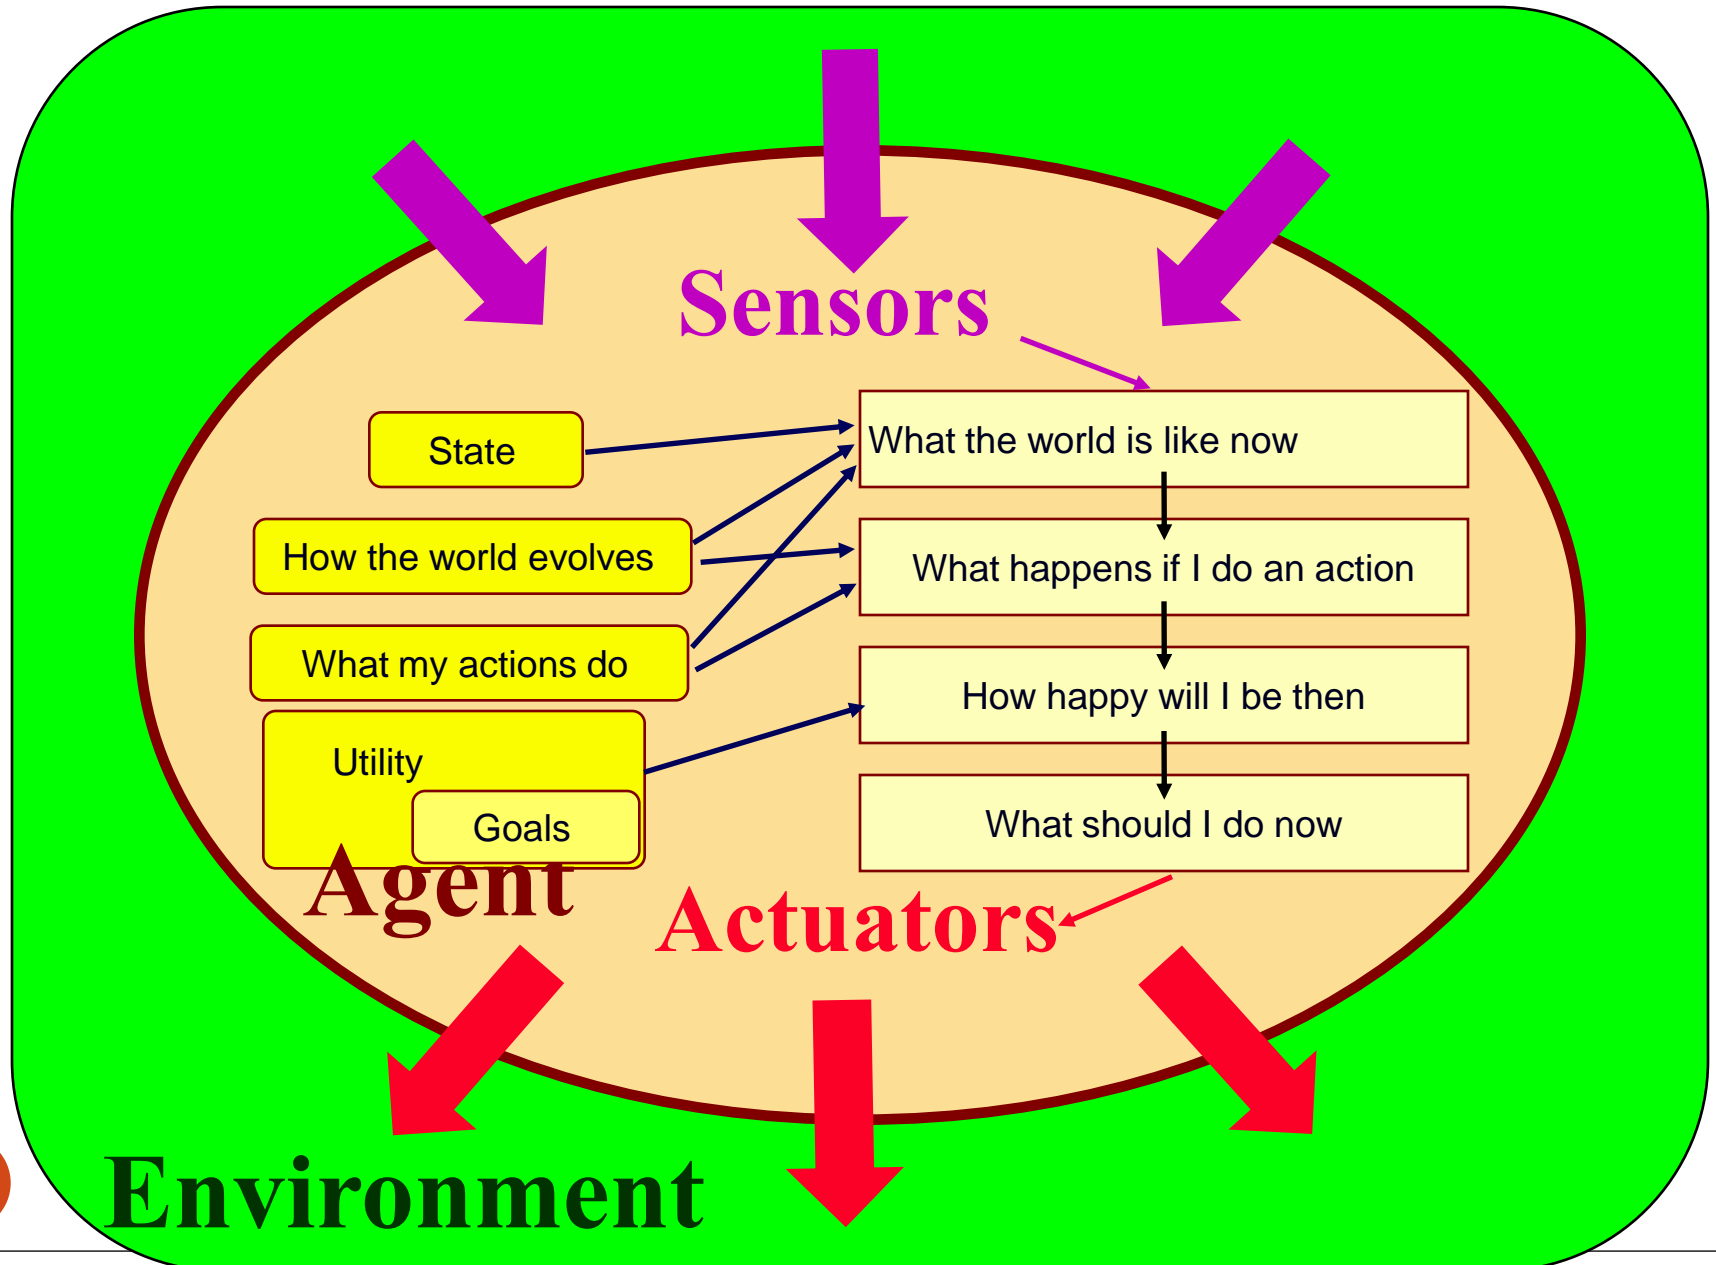 Sensors
State
What the world is like now
How the world evolves
What happens if I do an action
What my actions do
How happy will I be then
Utility
Goals
What should I do now
Agent
Actuators
Environment